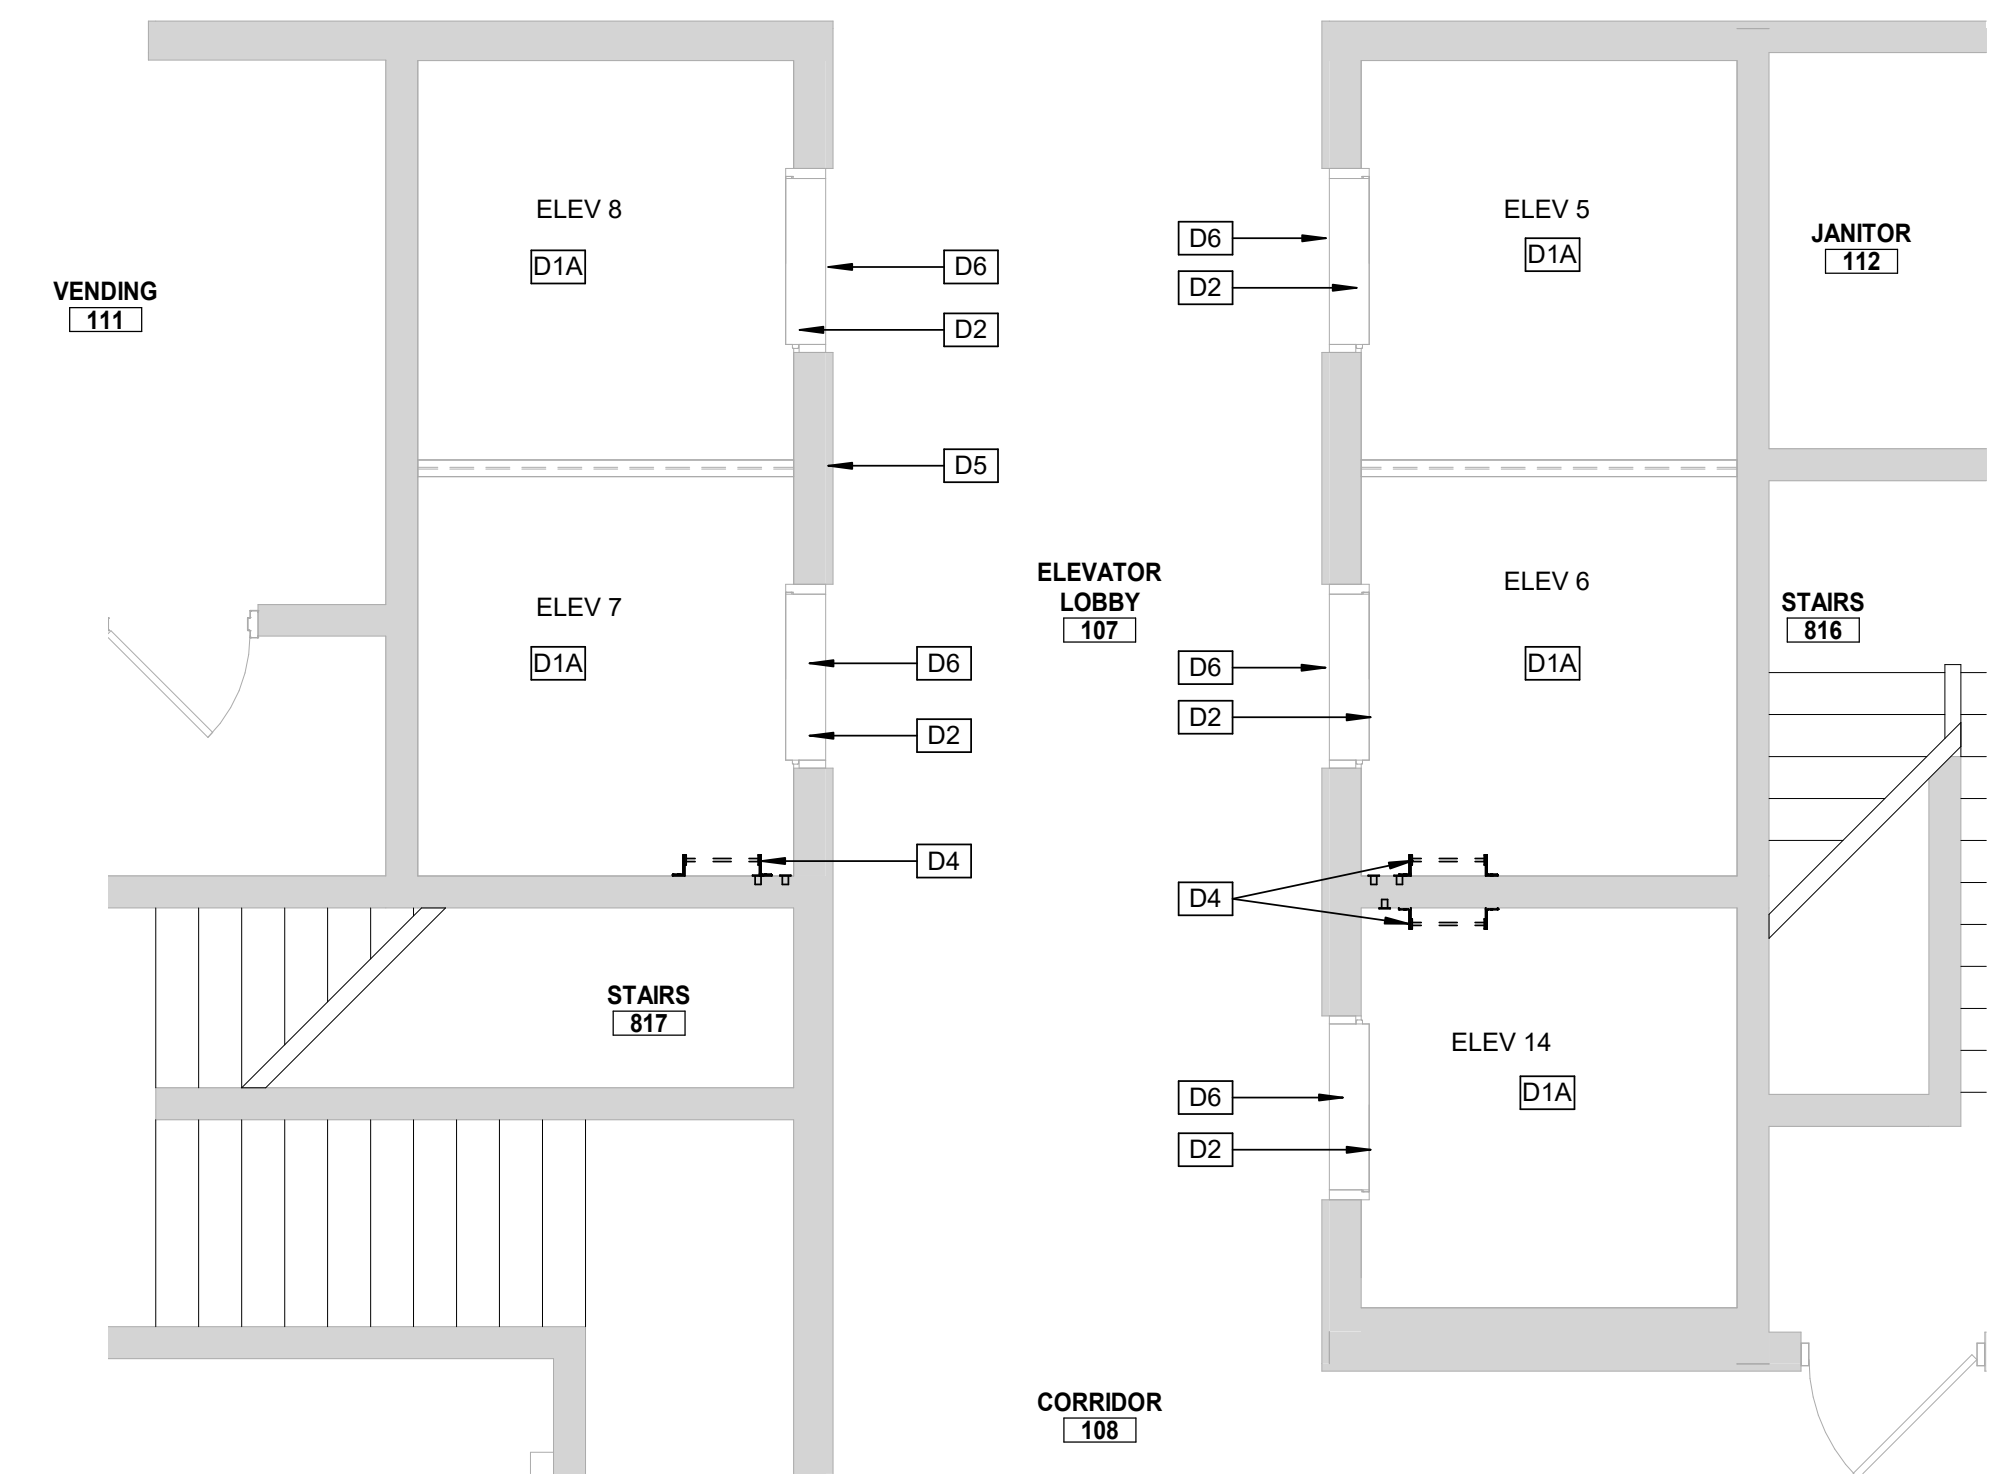 ELEV 8
D1A
ELEV 5
D1A
D6
D2
D6
D2
JANITOR
112
VENDING
111
D5
ELEV 7
D1A
D6
D2
ELEVATOR
LOBBY
107
ELEV 6
D1A
D6
D2
STAIRS
816
D4
D4
STAIRS
817
ELEV 14
D1A
D6
D2
CORRIDOR
108